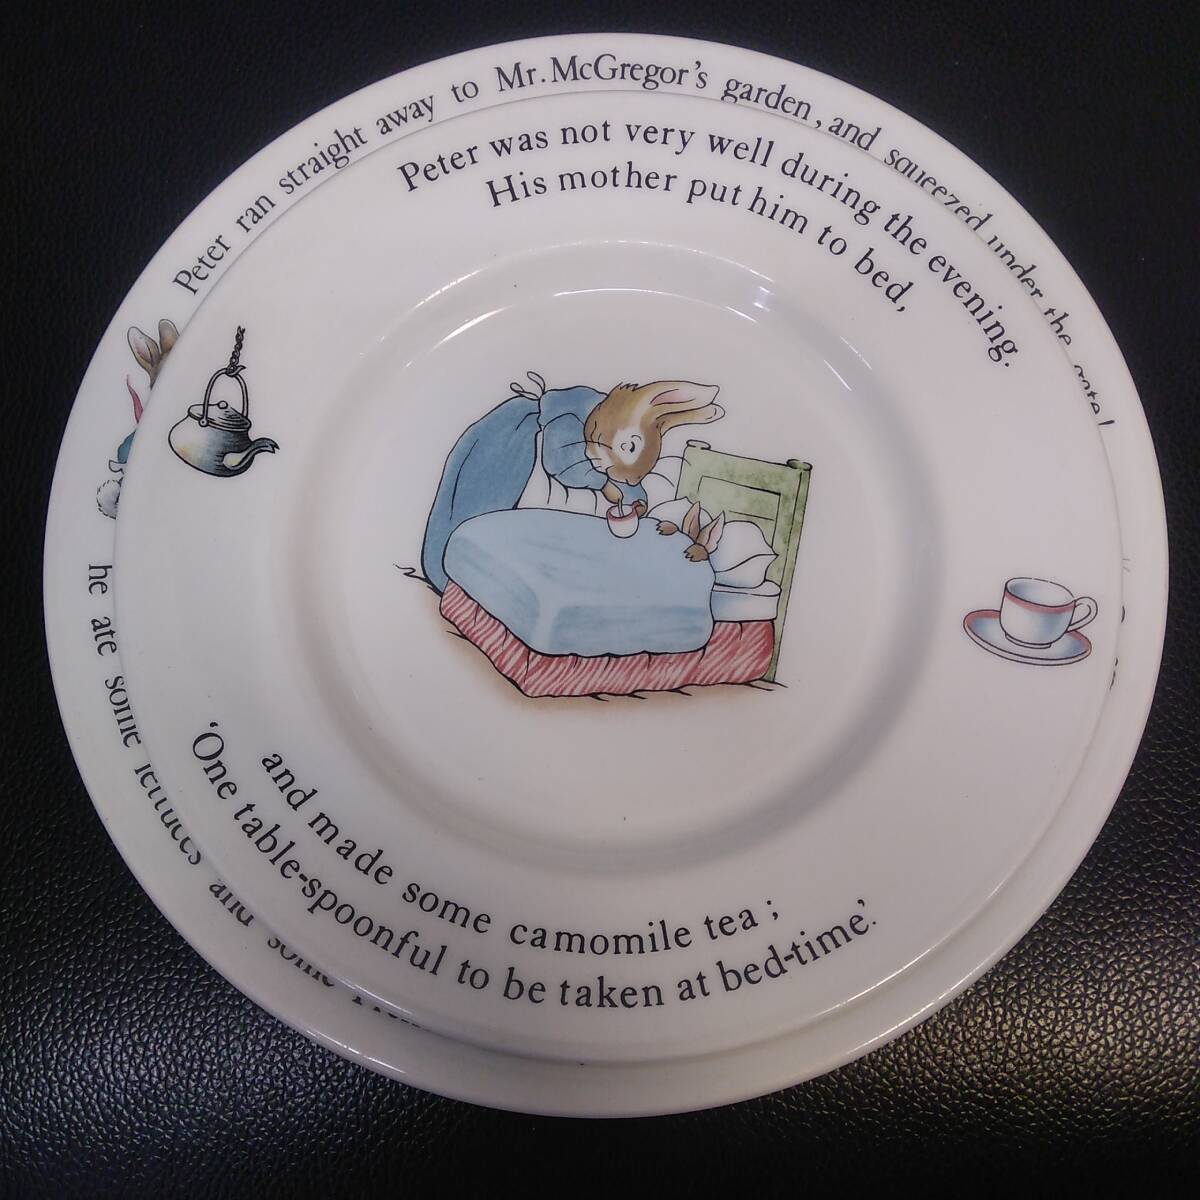 Peter ran straight away to Mr. McGregor's garden, and squeezed under the gate!
Peter was not very well during the evening.
His mother put him to bed,
and made some camomile tea;
'One table-spoonful to be taken at bed-time'.
he ate some lettuces and some